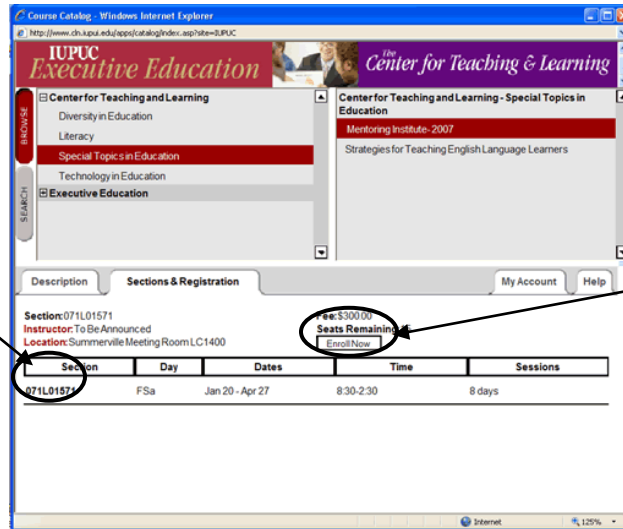 Course Catalog - Windows Internet Explorer
http://www.cln.iupui.edu/apps/catalog/index.asp?site=IUPUC
IUPUC
Executive Education
The
Center for Teaching & Learning
BROWSE
SEARCH
Center for Teaching and Learning
Diversity in Education
Literacy
Special Topics in Education
Technology in Education
Executive Education
Center for Teaching and Learning - Special Topics in
Education
Mentoring Institute- 2007
Strategies for Teaching English Language Learners
Description
Sections & Registration
My Account
Help
Section: 071L01571
Fee: $300.00
Instructor: To Be Announced
Seats Remaining
Location: Summerville Meeting Room LC1400
Enroll Now
Section Day Dates Time Sessions
071L01571 FSa Jan 20 - Apr 27 8:30-2:30 8 days
Internet
125%